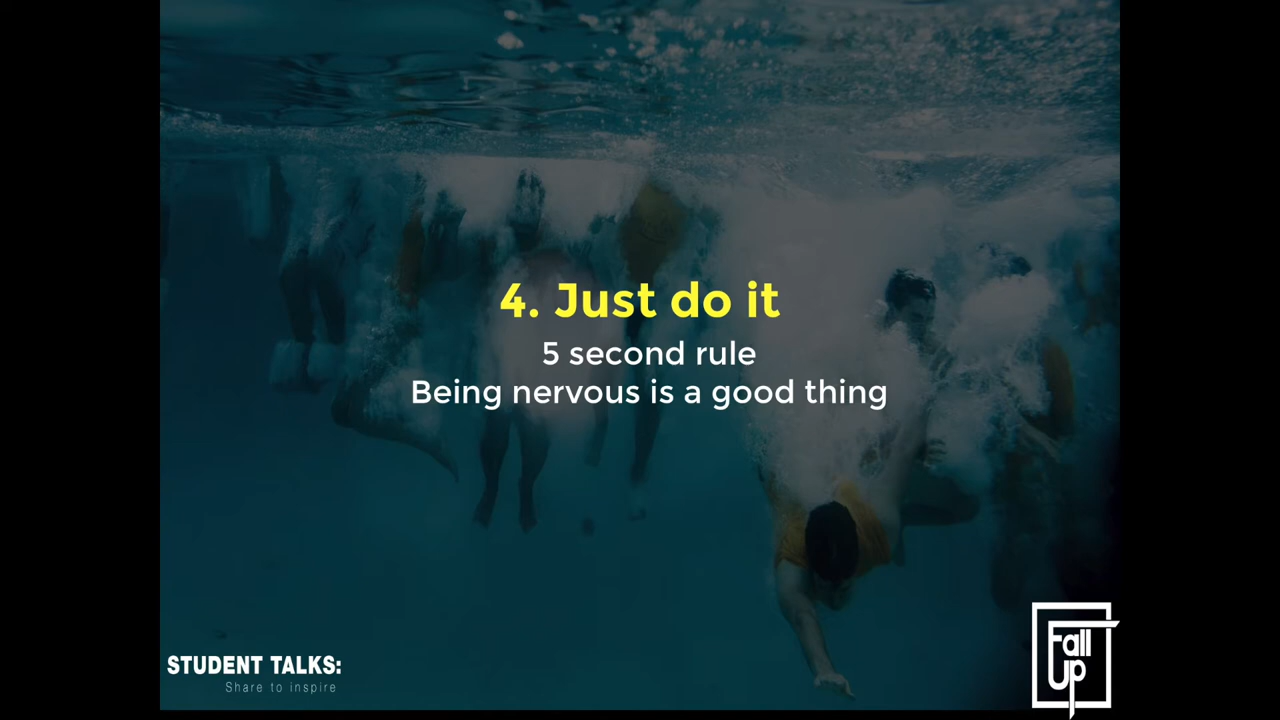 4. Just do it
5 second rule
Being nervous is a good thing
STUDENT TALKS:
Share to inspire
Fall
Up